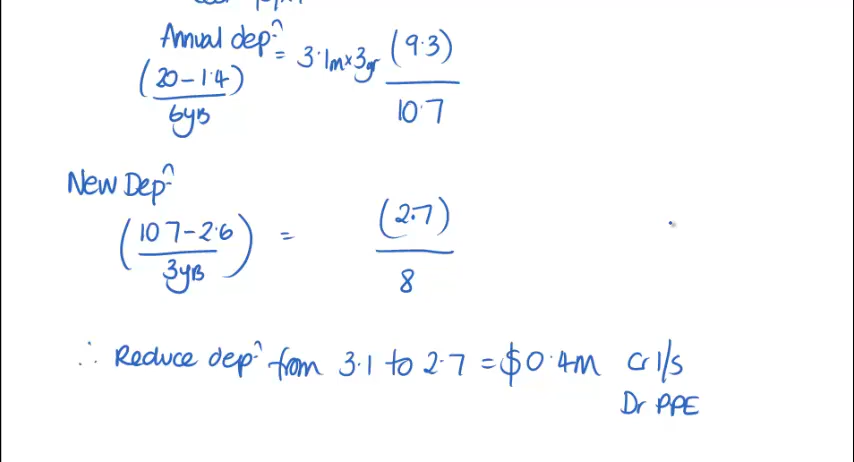 Annual depⁿ = 3.1m×3yr (9.3)
(20-1.4)
6yrs
10.7
New Depⁿ
(10.7-2.6) = (2.7)
3yrs
8
∴ Reduce depⁿ from 3.1 to 2.7 = $0.4M Cr I/S
Dr PPE